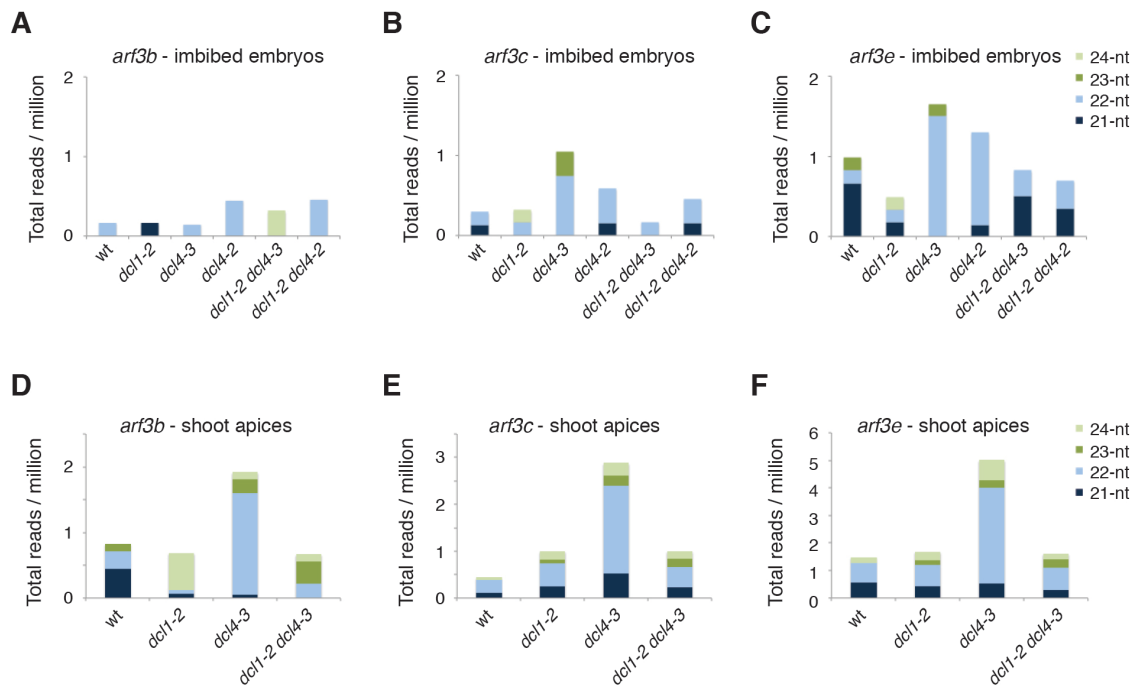 A
arf3b - imbibed embryos
Total reads / million
2
1
0
wt
dcl1-2
dcl4-3
dcl4-2
dcl1-2 dcl4-3
dcl1-2 dcl4-2
B
arf3c - imbibed embryos
Total reads / million
2
1
0
wt
dcl1-2
dcl4-3
dcl4-2
dcl1-2 dcl4-3
dcl1-2 dcl4-2
C
arf3e - imbibed embryos
Total reads / million
2
1
0
wt
dcl1-2
dcl4-3
dcl4-2
dcl1-2 dcl4-3
dcl1-2 dcl4-2
24-nt
23-nt
22-nt
21-nt
D
arf3b - shoot apices
Total reads / million
2
1
0
wt
dcl1-2
dcl4-3
dcl1-2 dcl4-3
E
arf3c - shoot apices
Total reads / million
3
2
1
0
wt
dcl1-2
dcl4-3
dcl1-2 dcl4-3
F
arf3e - shoot apices
Total reads / million
6
5
4
3
2
1
0
wt
dcl1-2
dcl4-3
dcl1-2 dcl4-3
24-nt
23-nt
22-nt
21-nt